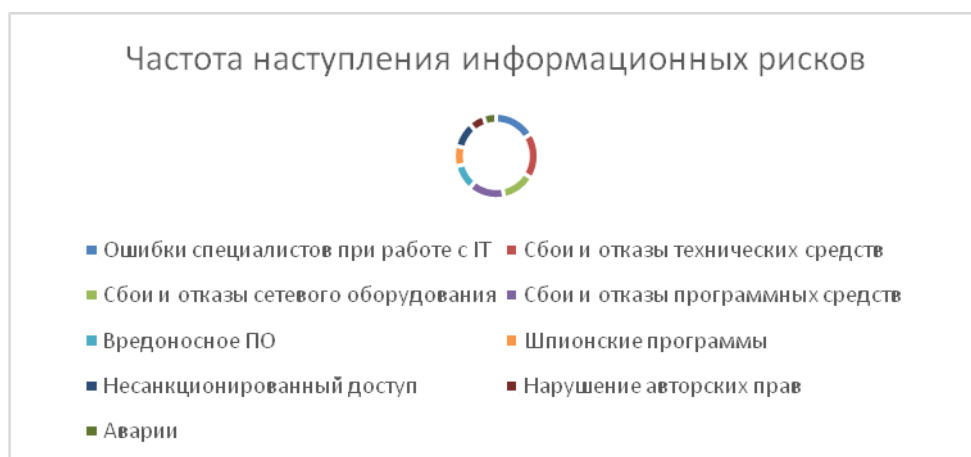 Частота наступления информационных рисков
Ошибки специалистов при работе с IT
Сбои и отказы технических средств
Сбои и отказы сетевого оборудования
Сбои и отказы программных средств
Вредоносное ПО
Шпионские программы
Несанкционированный доступ
Нарушение авторских прав
Аварии